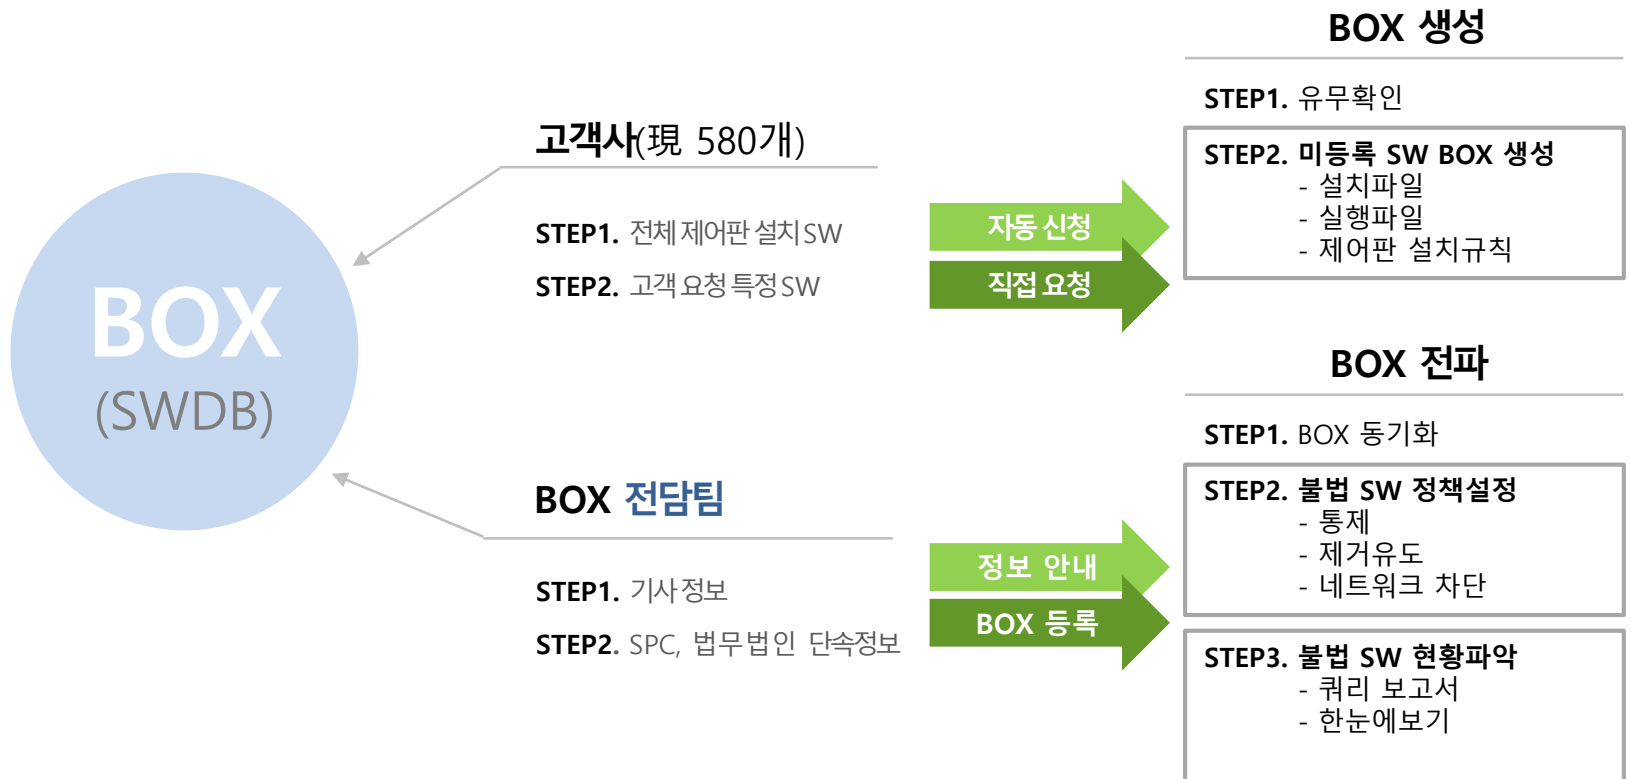 BOX
(SWDB)
고객사(現 580개)
STEP1. 전체 제어판 설치 SW
STEP2. 고객 요청 특정 SW
자동 신청
직접 요청
BOX 생성
STEP1. 유무확인
STEP2. 미등록 SW BOX 생성
- 설치파일
- 실행파일
- 제어판 설치규칙
BOX 전담팀
STEP1. 기사 정보
STEP2. SPC, 법무법인 단속정보
정보 안내
BOX 등록
BOX 전파
STEP1. BOX 동기화
STEP2. 불법 SW 정책설정
- 통제
- 제거유도
- 네트워크 차단
STEP3. 불법 SW 현황파악
- 쿼리 보고서
- 한눈에보기